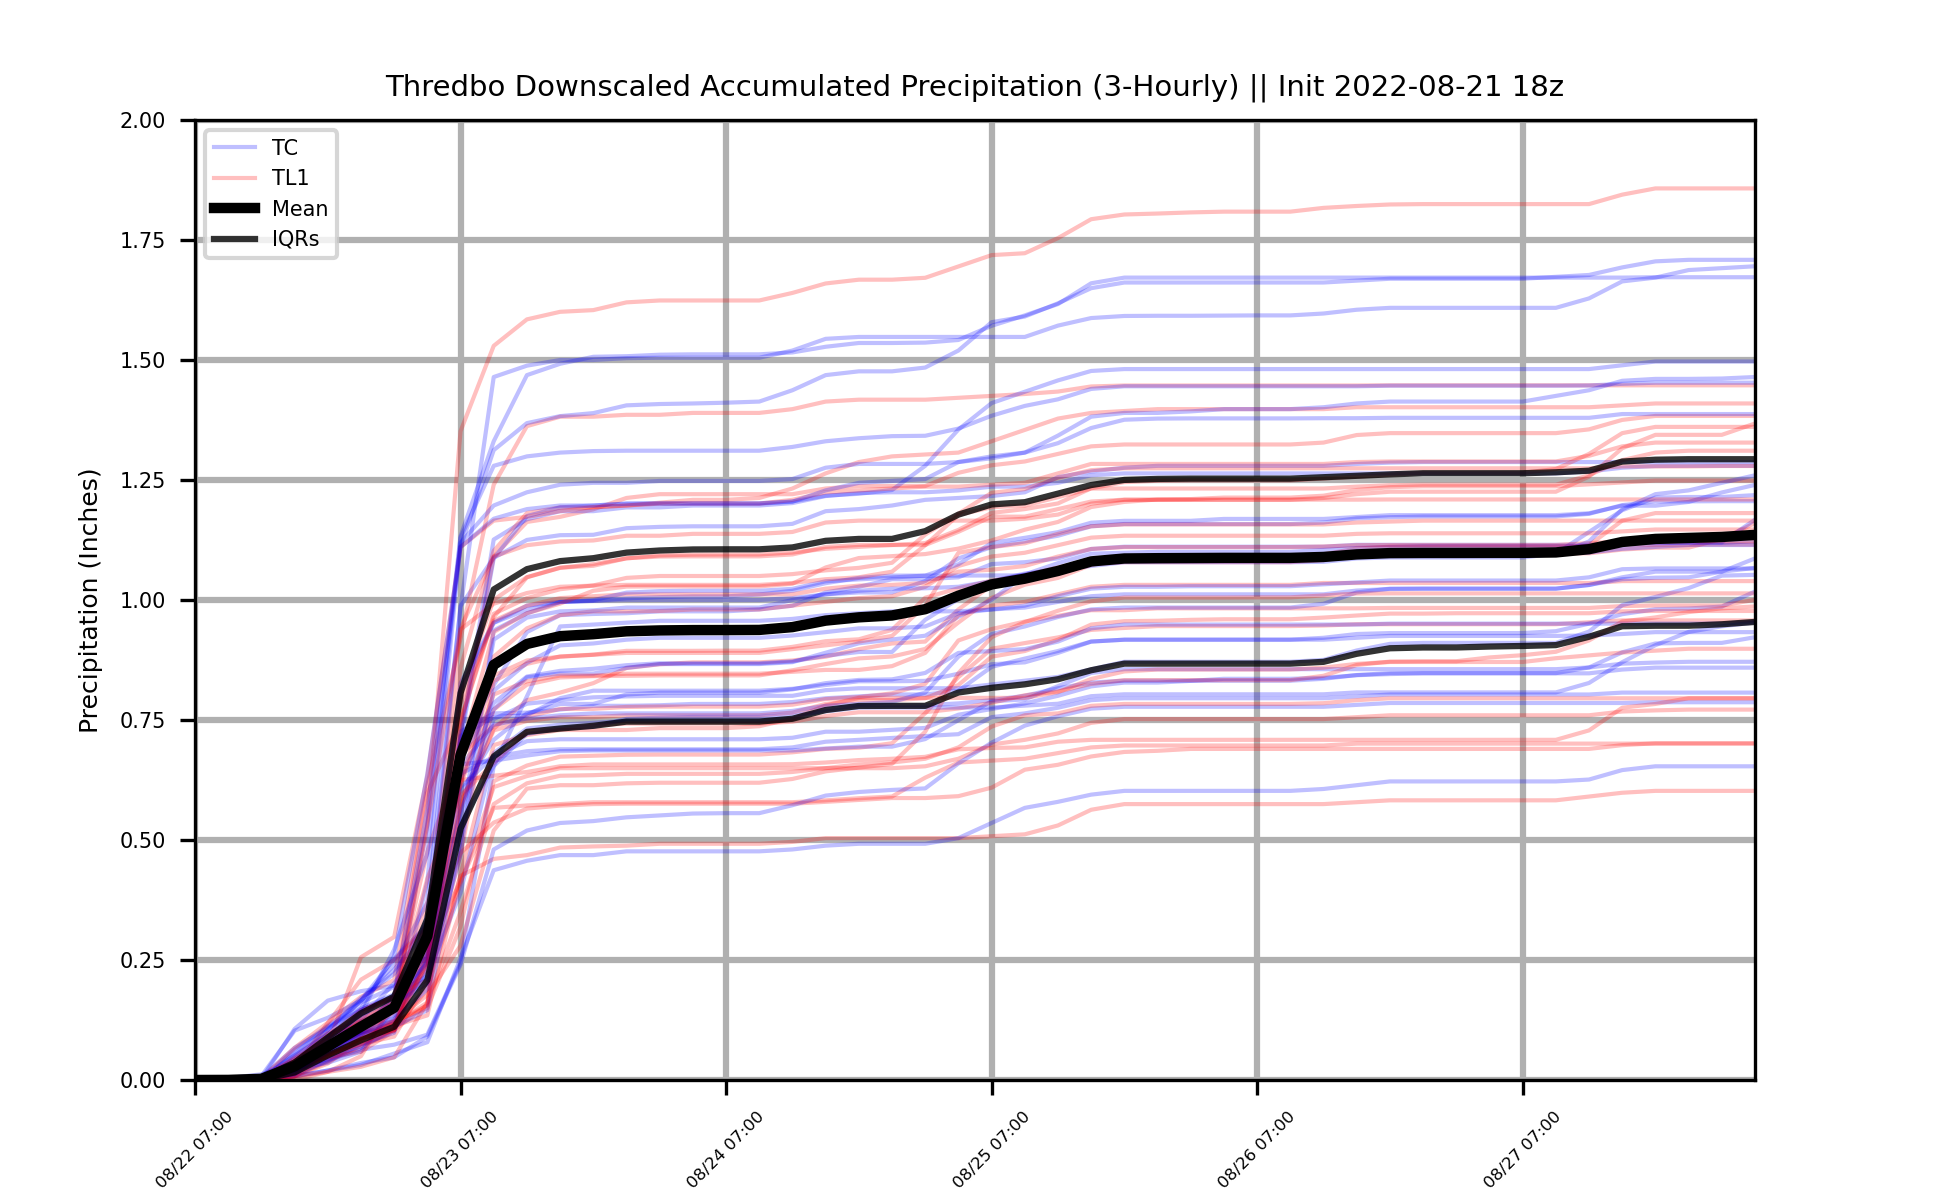 Thredbo Downscaled Accumulated Precipitation (3-Hourly) || Init 2022-08-21 18z
2.00
1.75
1.50
1.25
1.00
0.75
0.50
0.25
0.00
Precipitation (Inches)
TC
TL1
Mean
IQRs
08/22 07:00
08/23 07:00
08/24 07:00
08/25 07:00
08/26 07:00
08/27 07:00